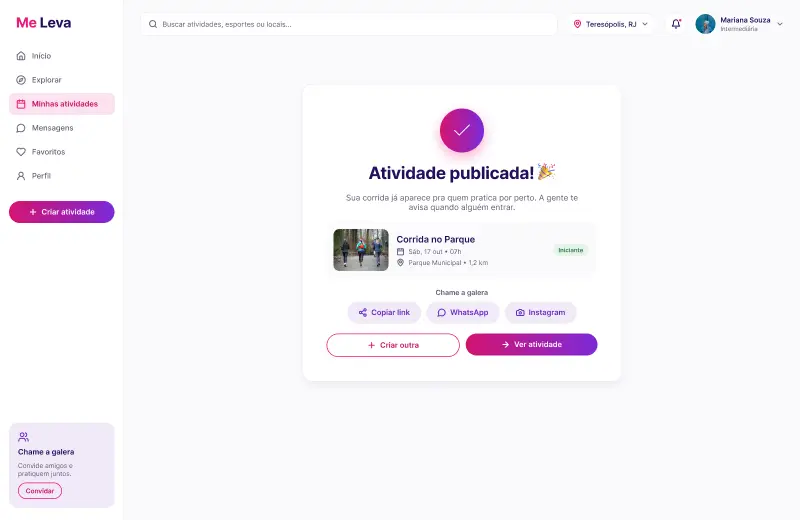 Me Leva
Buscar atividades, esportes ou locais...
Teresópolis, RJ
Mariana Souza
Intermediária
Início
Explorar
Minhas atividades
Mensagens
Favoritos
Perfil
+ Criar atividade
Atividade publicada! 🎉
Sua corrida já aparece pra quem pratica por perto. A gente te
avisa quando alguém entrar.
Corrida no Parque
Sáb, 17 out • 07h
Parque Municipal • 1,2 km
Iniciante
Chame a galera
Copiar link
WhatsApp
Instagram
+ Criar outra
→ Ver atividade
Chame a galera
Convide amigos e
pratiquem juntos.
Convidar